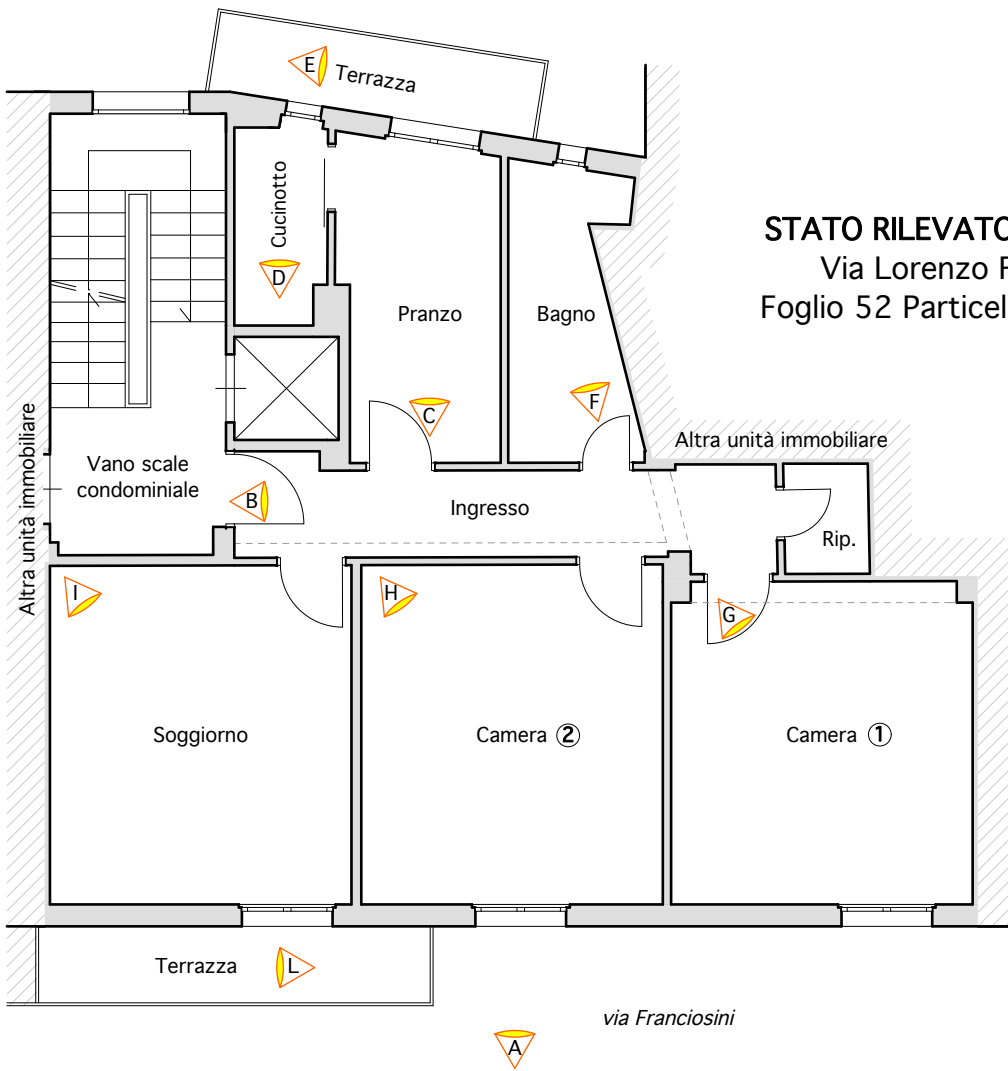 E
Terrazza
Cucinotto
D
STATO RILEVATO
Via Lorenzo F
Foglio 52 Particel
Pranzo
Bagno
C
F
Altra unità immobiliare
Altra unità immobiliare
Vano scale
condominiale
B
Ingresso
Rip.
I
H
G
Soggiorno
Camera ②
Camera ①
Terrazza
L
via Franciosini
A